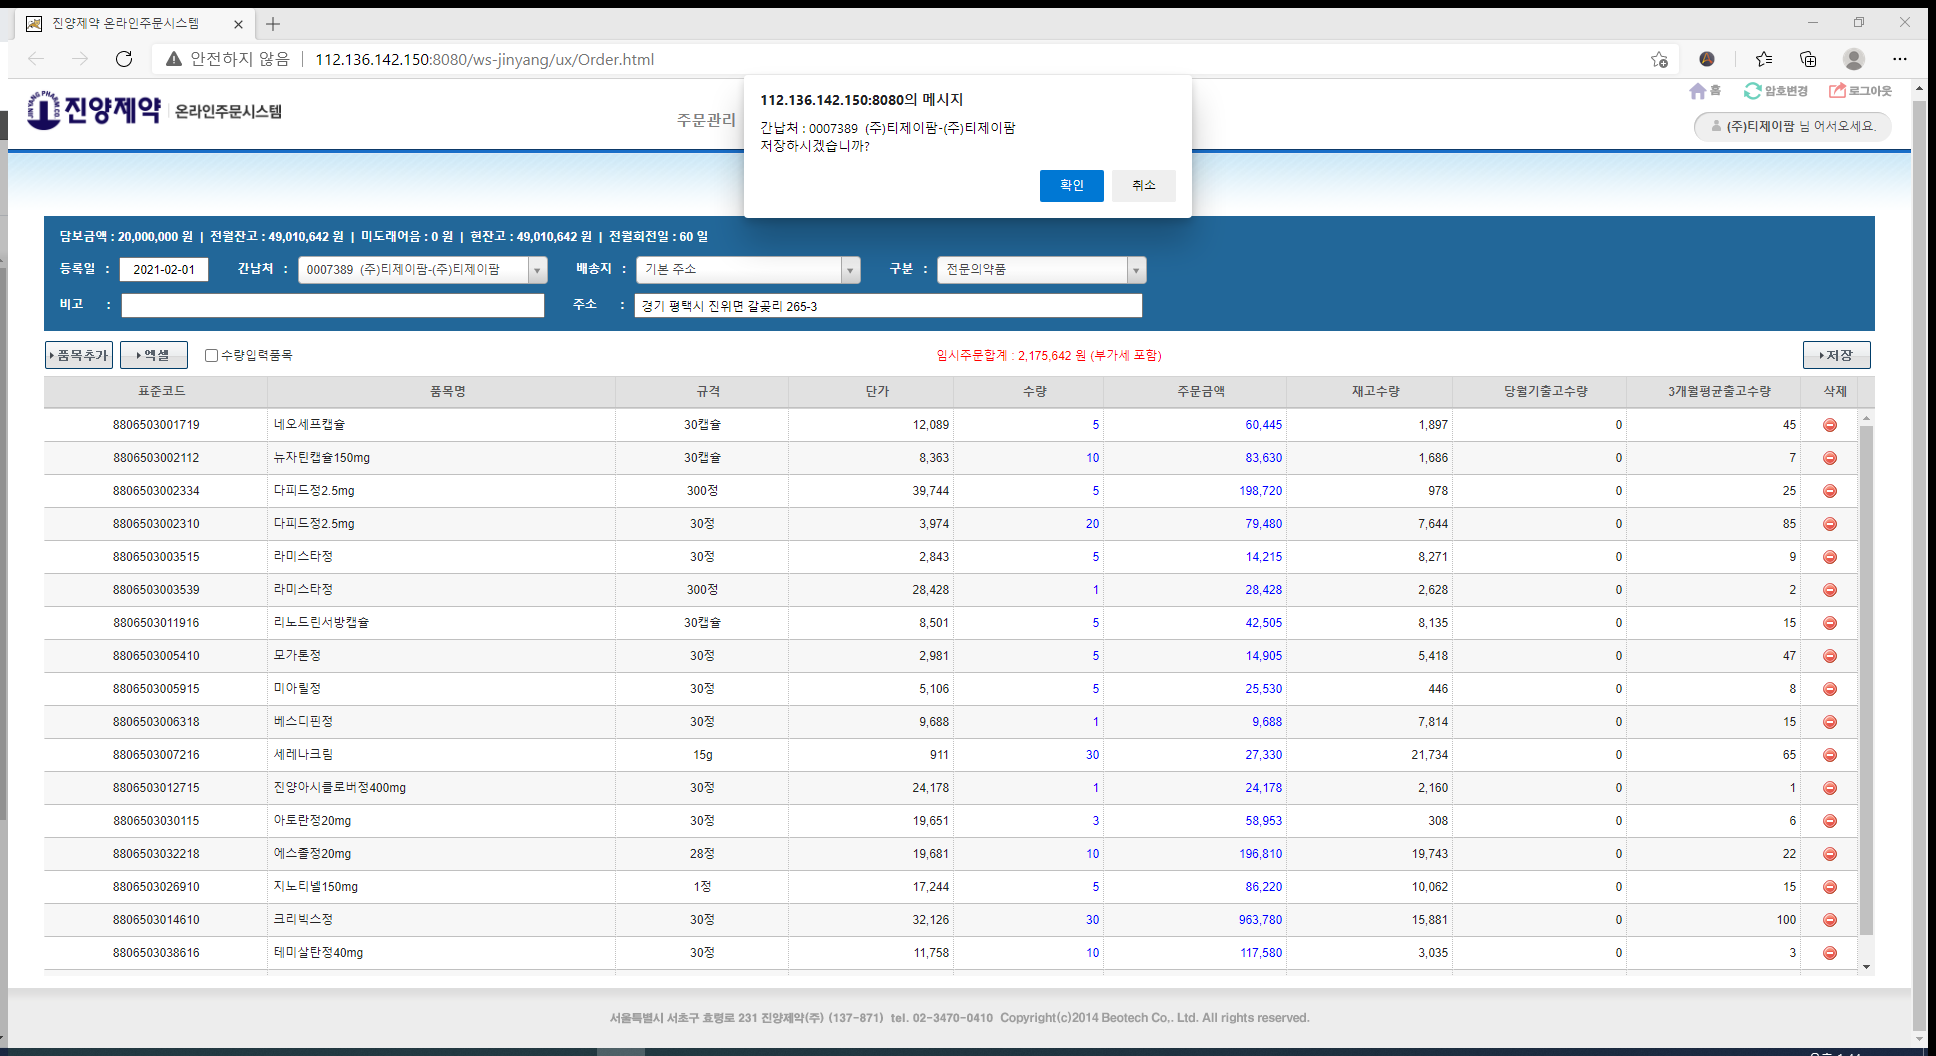 진양제약 온라인주문시스템
안전하지 않음 | 112.136.142.150:8080/ws-jinyang/ux/Order.html
JINYANG PHARM CO 진양제약 온라인주문시스템
주문관리
홈 암호변경 로그아웃
(주)티제이팜 님 어서오세요.
112.136.142.150:8080의 메시지
간납처 : 0007389 (주)티제이팜-(주)티제이팜
저장하시겠습니까?
확인 취소
담보금액 : 20,000,000 원 | 전월잔고 : 49,010,642 원 | 미도래어음 : 0 원 | 현잔고 : 49,010,642 원 | 전월회전일 : 60 일
등록일 : 2021-02-01 간납처 : 0007389 (주)티제이팜-(주)티제이팜 배송지 : 기본 주소 구분 : 전문의약품
비고 : 주소 : 경기 평택시 진위면 갈곶리 265-3
품목추가 엑셀 수량입력품목 임시주문합계 : 2,175,642 원 (부가세 포함) 저장
표준코드 품목명 규격 단가 수량 주문금액 재고수량 당월기출고수량 3개월평균출고수량 삭제
8806503001719 네오세프캡슐 30캡슐 12,089 5 60,445 1,897 0 45
8806503002112 뉴자틴캡슐150mg 30캡슐 8,363 10 83,630 1,686 0 7
8806503002334 다피드정2.5mg 300정 39,744 5 198,720 978 0 25
8806503002310 다피드정2.5mg 30정 3,974 20 79,480 7,644 0 85
8806503003515 라미스타정 30정 2,843 5 14,215 8,271 0 9
8806503003539 라미스타정 300정 28,428 1 28,428 2,628 0 2
8806503011916 리노드린서방캡슐 30캡슐 8,501 5 42,505 8,135 0 15
8806503005410 모가톤정 30정 2,981 5 14,905 5,418 0 47
8806503005915 미아릴정 30정 5,106 5 25,530 446 0 8
8806503006318 베스디핀정 30정 9,688 1 9,688 7,814 0 15
8806503007216 세레나크림 15g 911 30 27,330 21,734 0 65
8806503012715 진양아시클로버정400mg 30정 24,178 1 24,178 2,160 0 1
8806503030115 아토란정20mg 30정 19,651 3 58,953 308 0 6
8806503032218 에스졸정20mg 28정 19,681 10 196,810 19,743 0 22
8806503026910 지노티넬150mg 1정 17,244 5 86,220 10,062 0 15
8806503014610 크리빅스정 30정 32,126 30 963,780 15,881 0 100
8806503038616 테미살탄정40mg 30정 11,758 10 117,580 3,035 0 3
서울특별시 서초구 효령로 231 진양제약(주) (137-871) tel. 02-3470-0410 Copyright(c)2014 Beotech Co,. Ltd. All rights reserved.